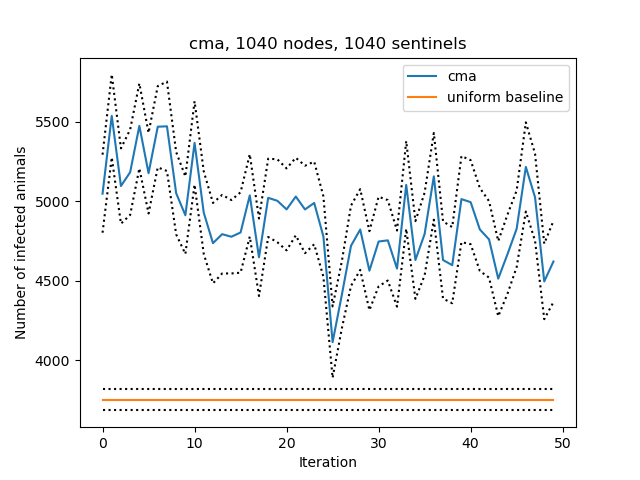 cma, 1040 nodes, 1040 sentinels
cma
uniform baseline
Number of infected animals
5500
5000
4500
4000
0 10 20 30 40 50
Iteration